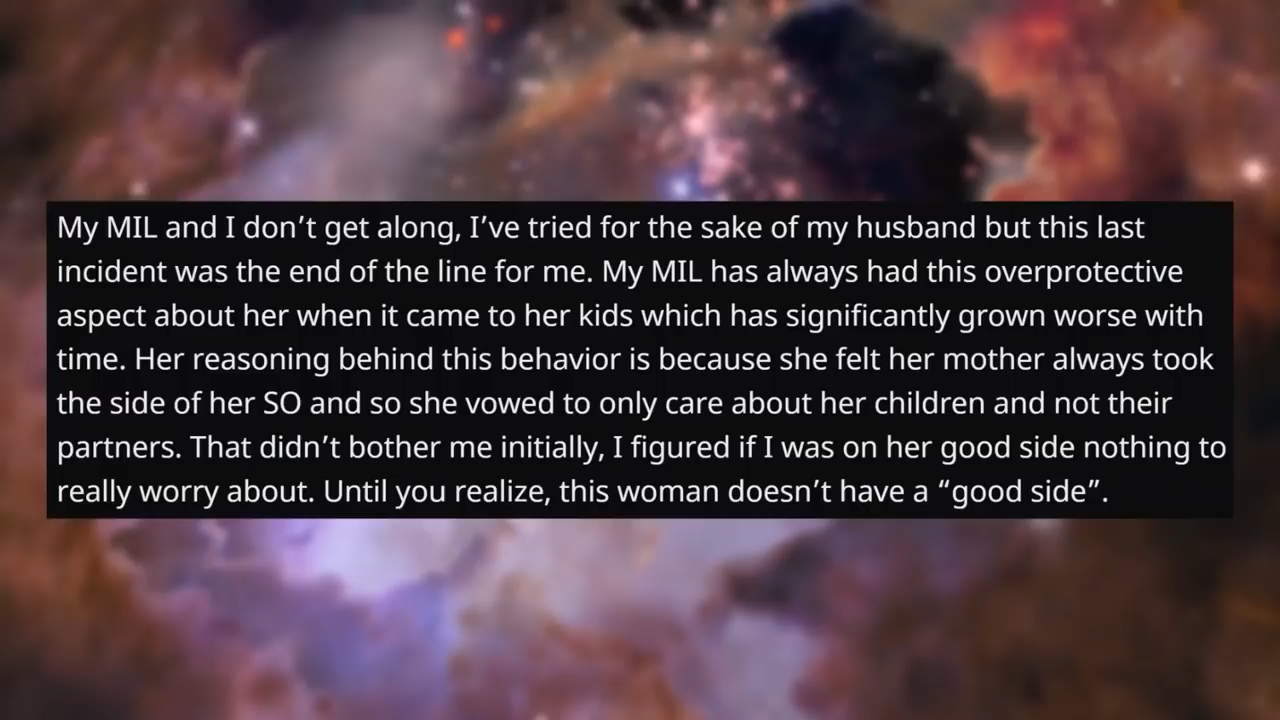 My MIL and I don’t get along, I’ve tried for the sake of my husband but this last
incident was the end of the line for me. My MIL has always had this overprotective
aspect about her when it came to her kids which has significantly grown worse with
time. Her reasoning behind this behavior is because she felt her mother always took
the side of her SO and so she vowed to only care about her children and not their
partners. That didn’t bother me initially, I figured if I was on her good side nothing to
really worry about. Until you realize, this woman doesn’t have a “good side”.